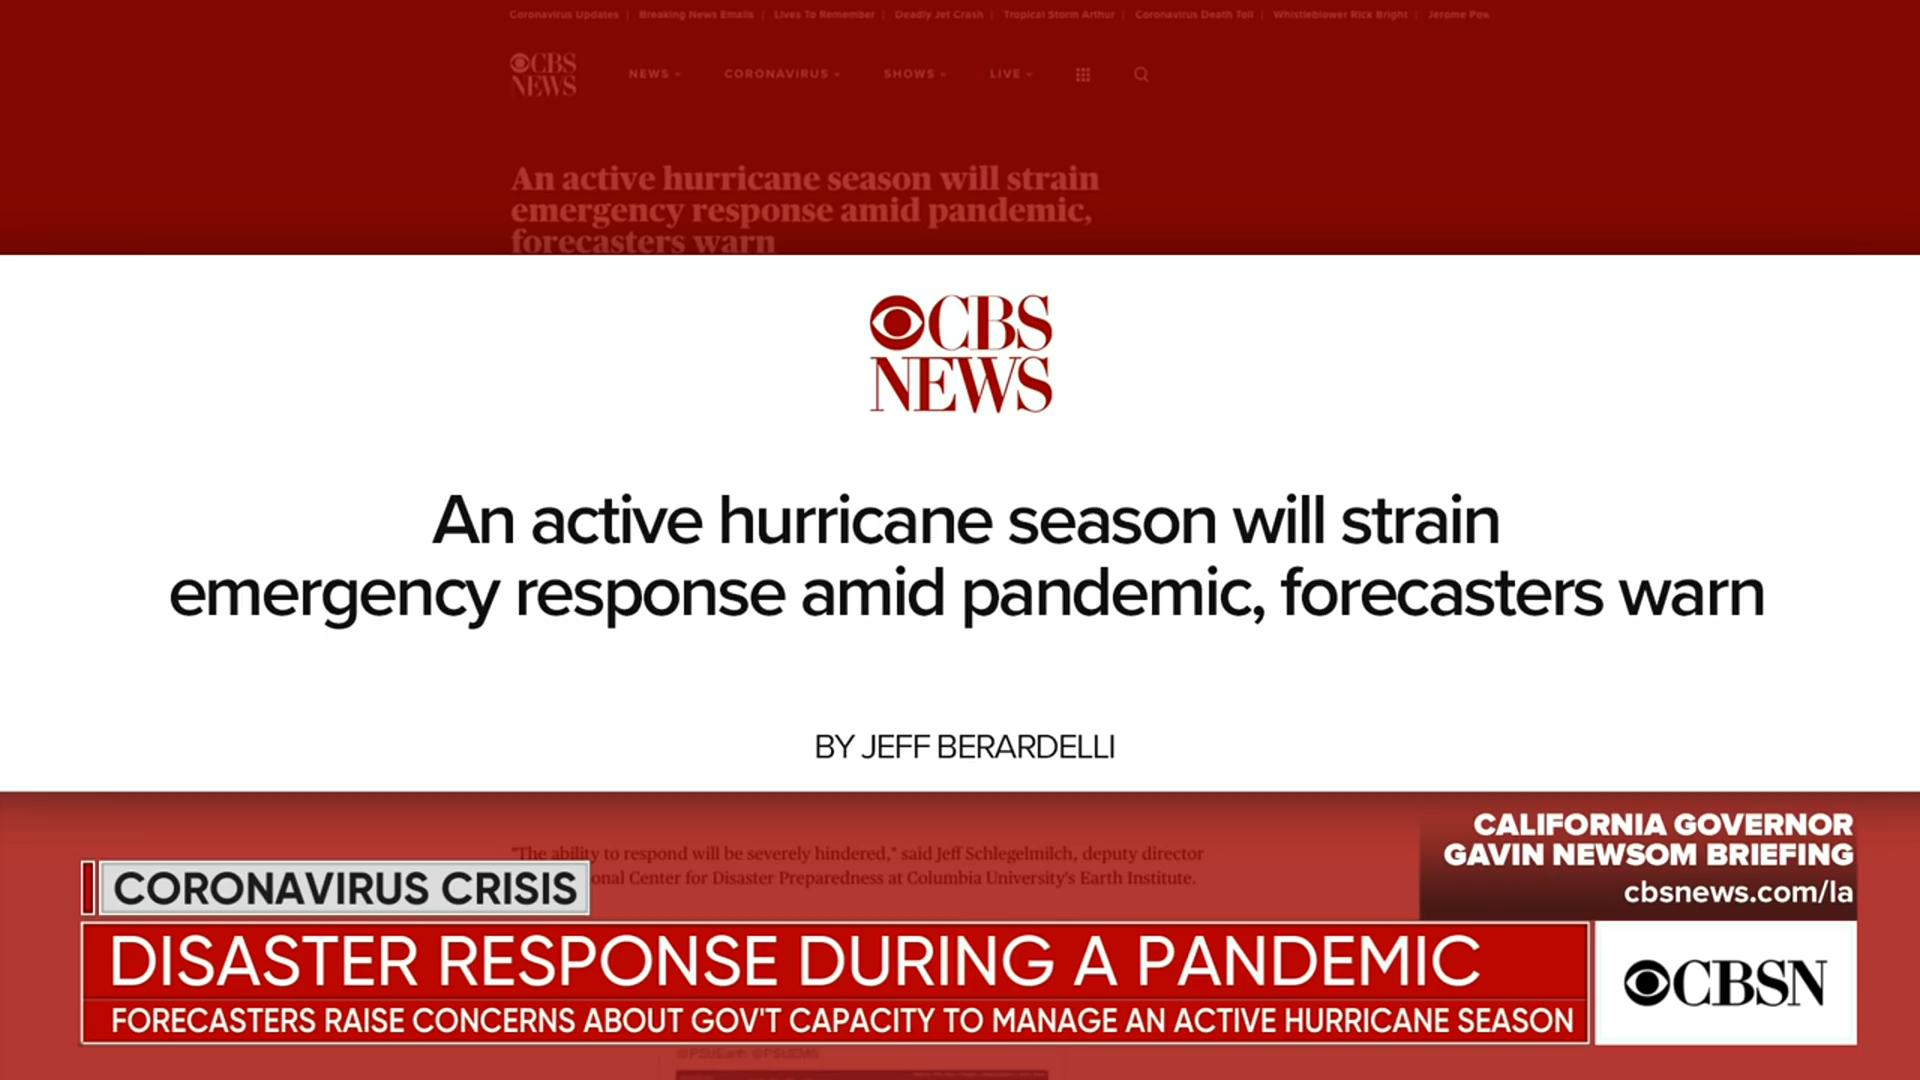 Coronavirus Updates | Breaking News Emails | Lives To Remember | Deadly Jet Crash | Tropical Storm Arthur | Coronavirus Death Toll | Whistleblower Rick Bright | Jerome Pow
CBS NEWS
NEWS CORONAVIRUS SHOWS LIVE
An active hurricane season will strain
emergency response amid pandemic,
forecasters warn
CBS
NEWS
An active hurricane season will strain
emergency response amid pandemic, forecasters warn
BY JEFF BERARDELLI
"The ability to respond will be severely hindered," said Jeff Schlegelmilch, deputy director
onal Center for Disaster Preparedness at Columbia University's Earth Institute.
CALIFORNIA GOVERNOR
GAVIN NEWSOM BRIEFING
cbsnews.com/la
CORONAVIRUS CRISIS
DISASTER RESPONSE DURING A PANDEMIC
FORECASTERS RAISE CONCERNS ABOUT GOV'T CAPACITY TO MANAGE AN ACTIVE HURRICANE SEASON
CBSN
@PSUEarth @PSUEMS